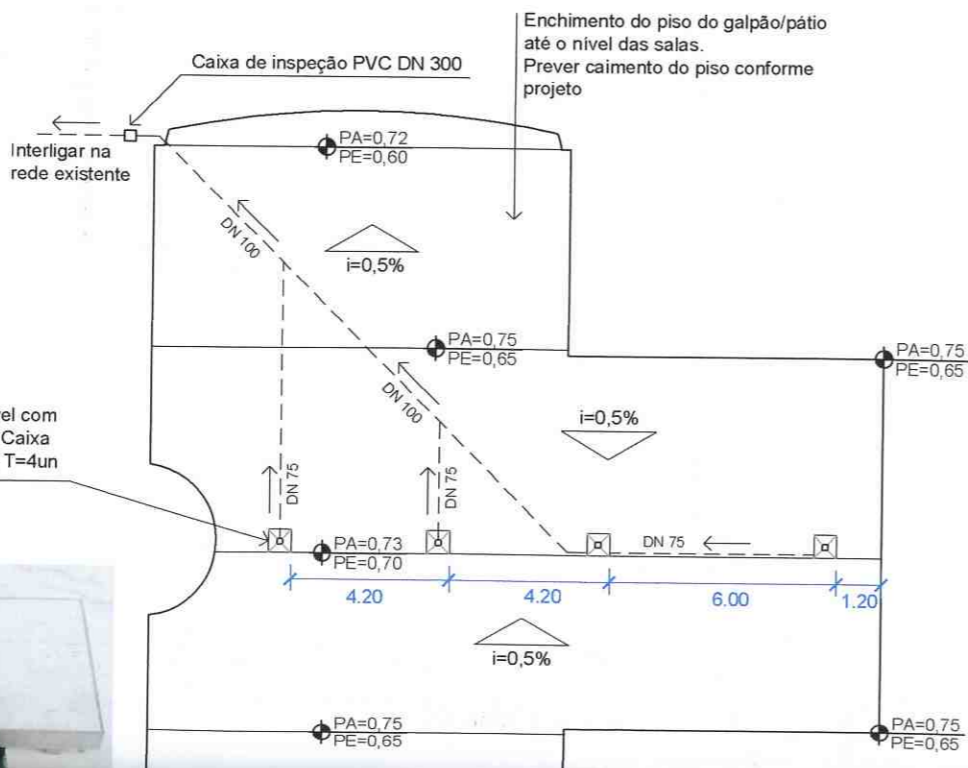 Enchimento do piso do galpão/pátio
até o nível das salas.
Prever caimento do piso conforme
projeto
Caixa de inspeção PVC DN 300
Interligar na
rede existente
PA=0,72
PE=0,60
DN 100
i=0,5%
PA=0,75
PE=0,65
PA=0,75
PE=0,65
DN 100
i=0,5%
com
Caixa
T=4un
DN 75
DN 75
DN 75
PA=0,73
PE=0,70
4.20
4.20
6.00
1.20
i=0,5%
PA=0,75
PE=0,65
PA=0,75
PE=0,65